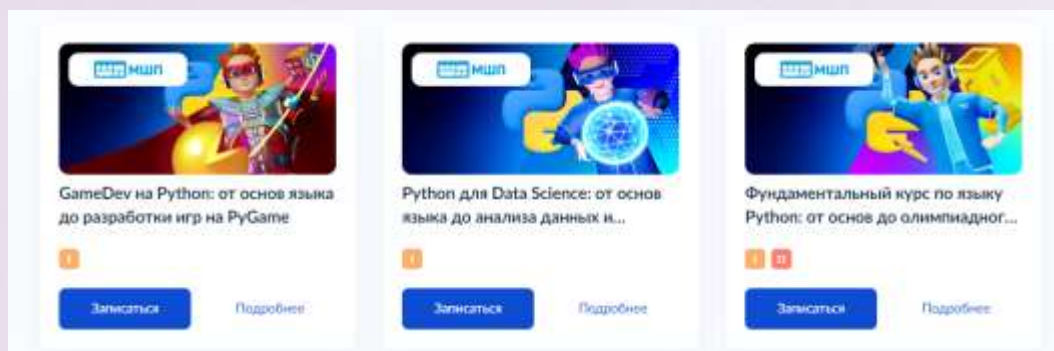 МШП
GameDev на Python: от основ языка
до разработки игр на PyGame
I
Записаться
Подробнее
МШП
Python для Data Science: от основ
языка до анализа данных и...
I
Записаться
Подробнее
МШП
Фундаментальный курс по языку
Python: от основ до олимпиадног...
I
II
Записаться
Подробнее